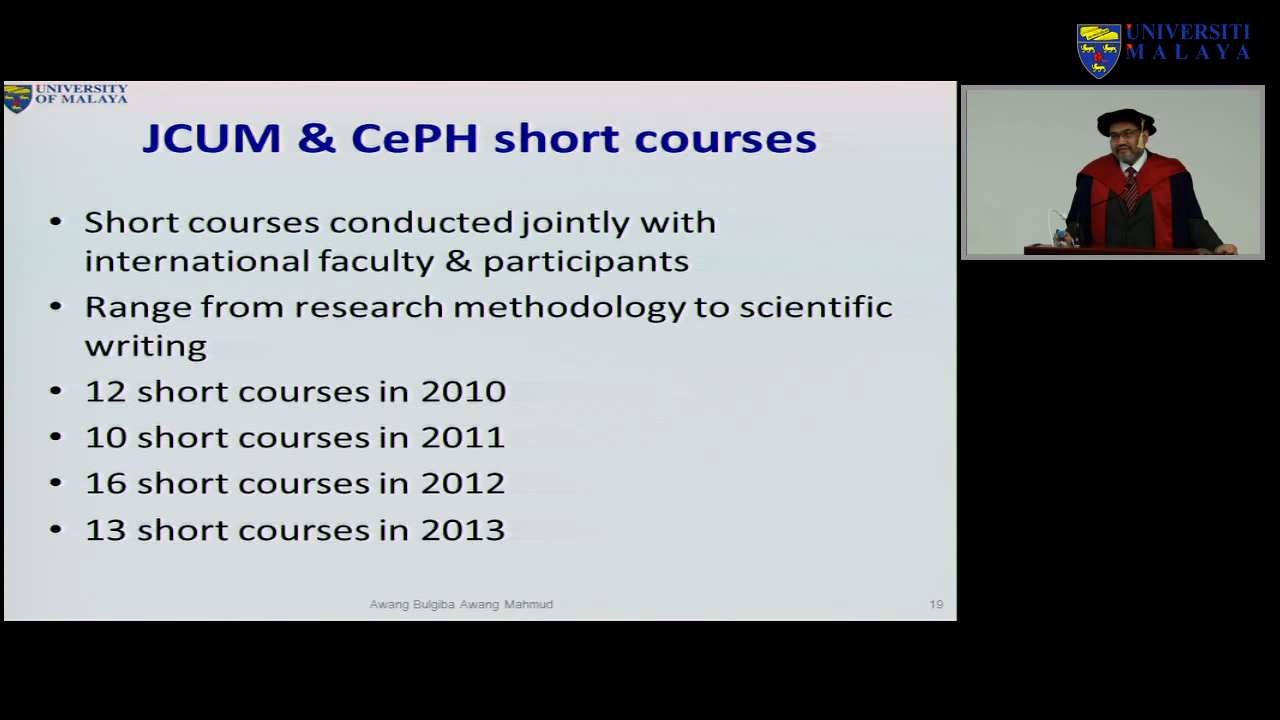 UNIVERSITI
MALAYA
UNIVERSITY
OF MALAYA
JCUM & CePH short courses
• Short courses conducted jointly with
international faculty & participants
• Range from research methodology to scientific
writing
• 12 short courses in 2010
• 10 short courses in 2011
• 16 short courses in 2012
• 13 short courses in 2013
Awang Bulgiba Awang Mahmud
19